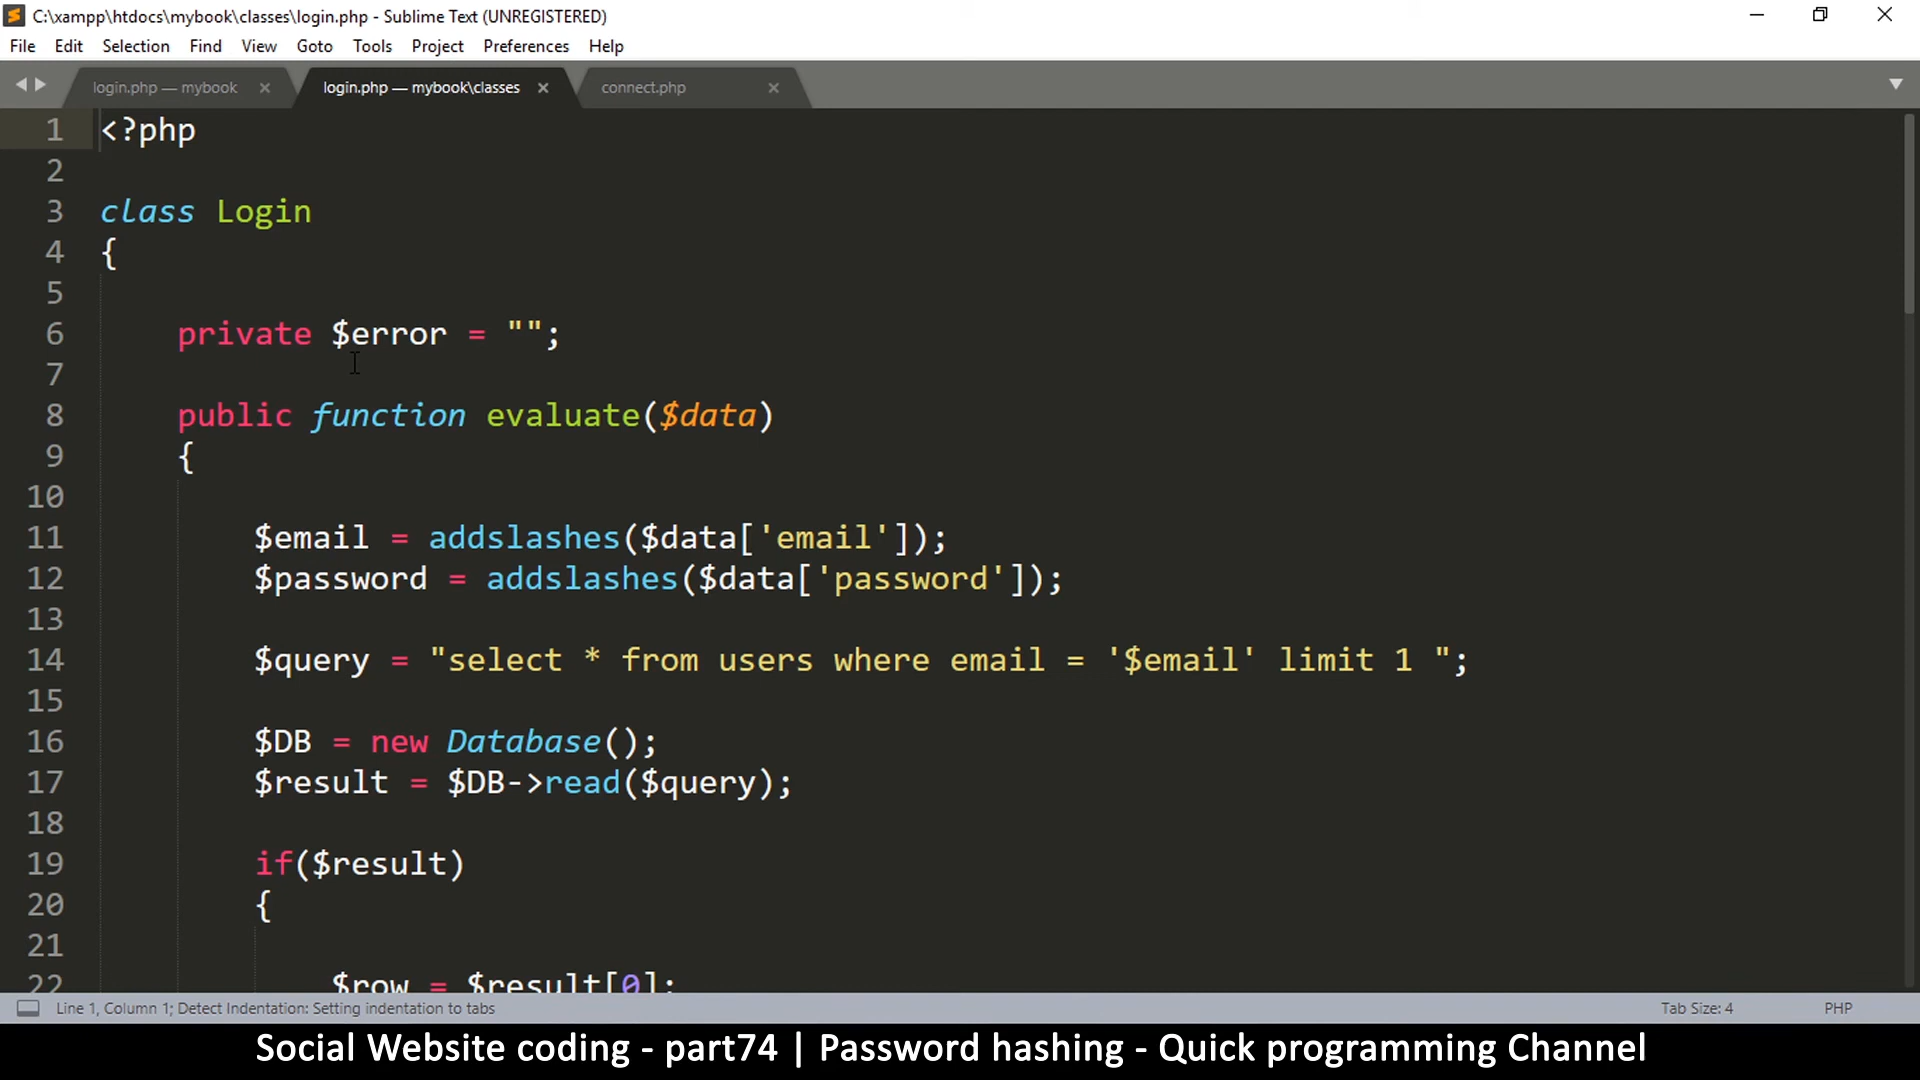 C:\xampp\htdocs\mybook\classes\login.php - Sublime Text (UNREGISTERED)
File Edit Selection Find View Goto Tools Project Preferences Help
login.php — mybook × login.php — mybook\classes × connect.php ×
1 <?php
2
3 class Login
4 {
5
6 private $error = "";
7
8 public function evaluate($data)
9 {
10
11 $email = addslashes($data['email']);
12 $password = addslashes($data['password']);
13
14 $query = "select * from users where email = '$email' limit 1 ";
15
16 $DB = new Database();
17 $result = $DB->read($query);
18
19 if($result)
20 {
21
22 $row = $result[0];
Line 1, Column 1; Detect Indentation: Setting indentation to tabs Tab Size: 4 PHP
Social Website coding - part74 | Password hashing - Quick programming Channel